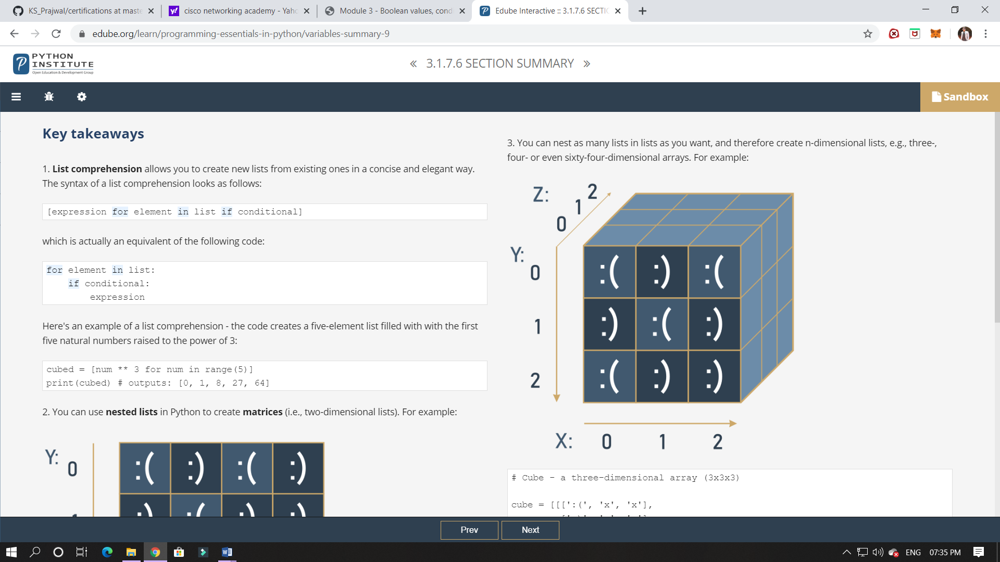 KS_Prajwal/certifications at maste
cisco networking academy - Yaho
Module 3 - Boolean values, condi
Edube Interactive :: 3.1.7.6 SECTIO
edube.org/learn/programming-essentials-in-python/variables-summary-9
PYTHON
INSTITUTE
Open Education & Development Group
« 3.1.7.6 SECTION SUMMARY »
Sandbox
Key takeaways
1. List comprehension allows you to create new lists from existing ones in a concise and elegant way.
The syntax of a list comprehension looks as follows:
[expression for element in list if conditional]
which is actually an equivalent of the following code:
for element in list:
    if conditional:
        expression
Here's an example of a list comprehension - the code creates a five-element list filled with with the first
five natural numbers raised to the power of 3:
cubed = [num ** 3 for num in range(5)]
print(cubed) # outputs: [0, 1, 8, 27, 64]
2. You can use nested lists in Python to create matrices (i.e., two-dimensional lists). For example:
Y:
0 :( :) :( :)
1 :) :( :) :)
3. You can nest as many lists in lists as you want, and therefore create n-dimensional lists, e.g., three-,
four- or even sixty-four-dimensional arrays. For example:
Z: 0 1 2
Y:
0 :( :) :(
1 :) :( :)
2 :( :) :)
X: 0 1 2
# Cube - a three-dimensional array (3x3x3)
cube = [[[':(', 'x', 'x'],
Prev Next
ENG 07:35 PM